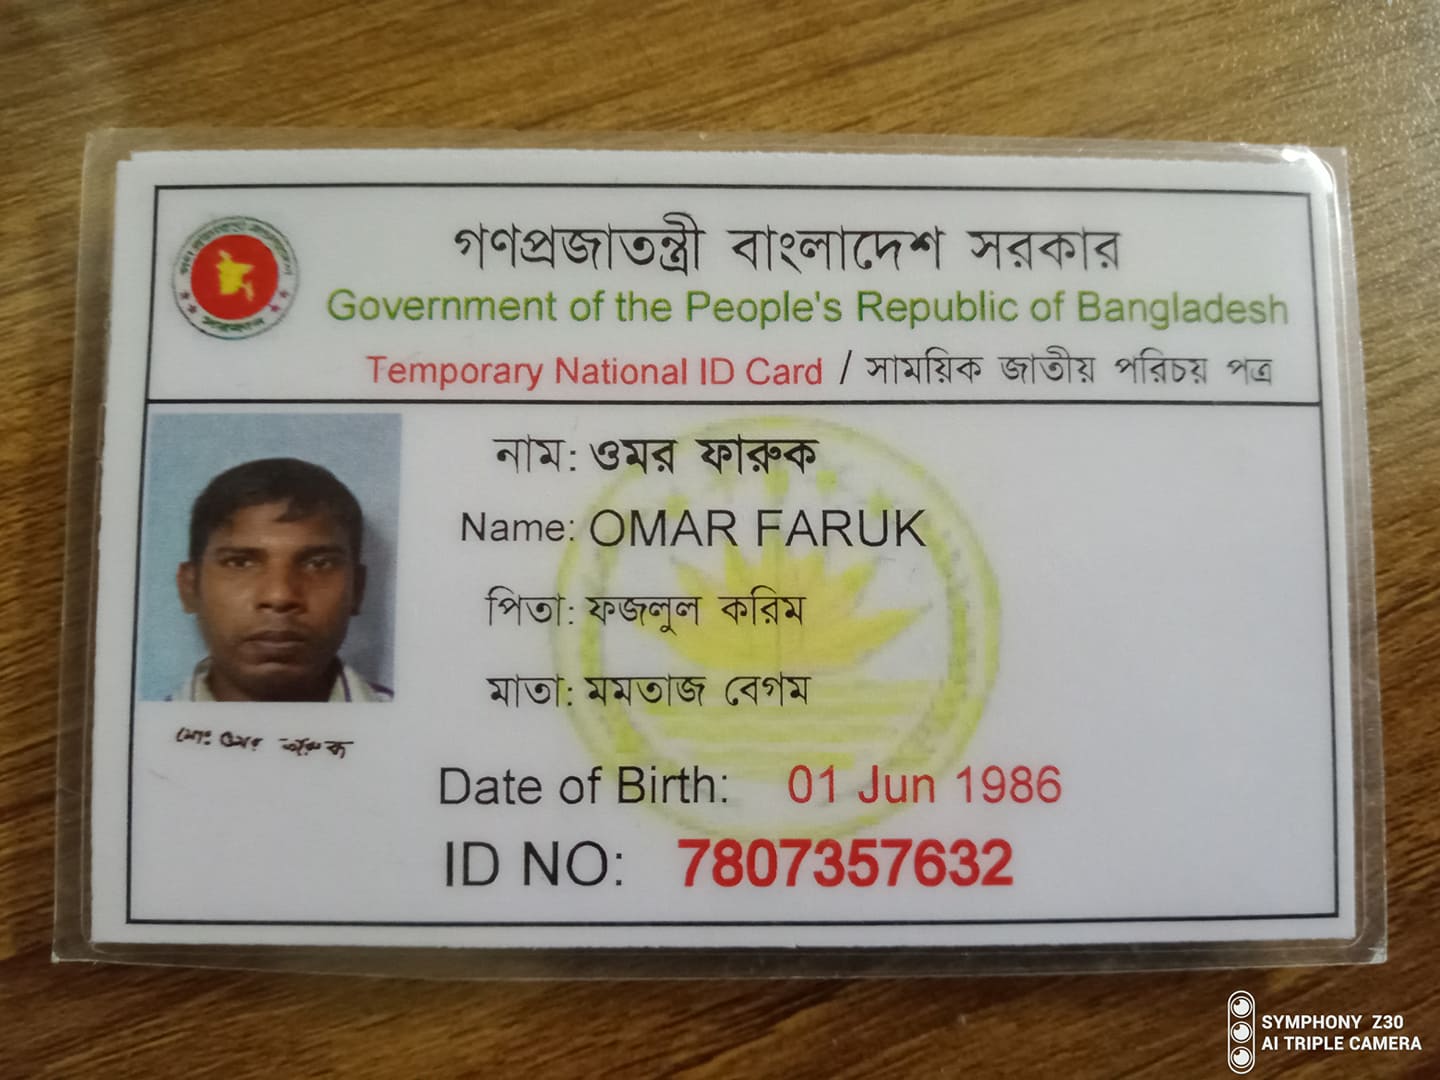 গণপ্রজাতন্ত্রী বাংলাদেশ সরকার
Government of the People's Republic of Bangladesh
Temporary National ID Card / সাময়িক জাতীয় পরিচয় পত্র
নাম: ওমর ফারুক
Name: OMAR FARUK
পিতা: ফজলুল করিম
মাতা: মমতাজ বেগম
মোঃ ওমর ফারুক
Date of Birth: 01 Jun 1986
ID NO: 7807357632
SYMPHONY Z30
AI TRIPLE CAMERA